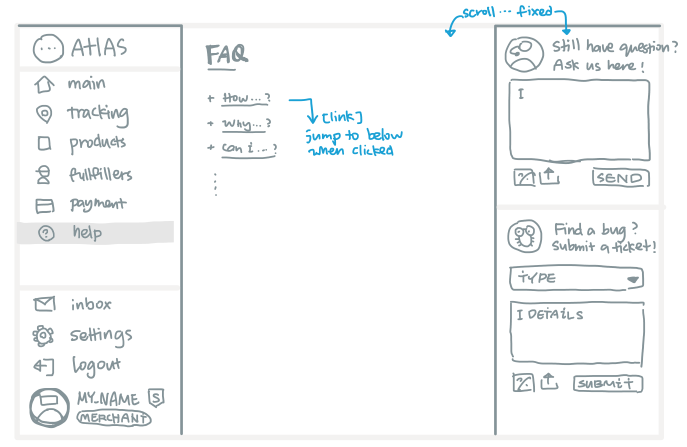 scroll ... fixed
ATLAS
main
tracking
products
fullfillers
payment
help
inbox
settings
logout
MY_NAME S
MERCHANT
FAQ
+ How...?
+ Why...?
+ Can i...?
[link]
jump to below
when clicked
Still have question?
Ask us here!
I
SEND
Find a bug?
Submit a ticket!
TYPE
I DETAILS
SUBMIT